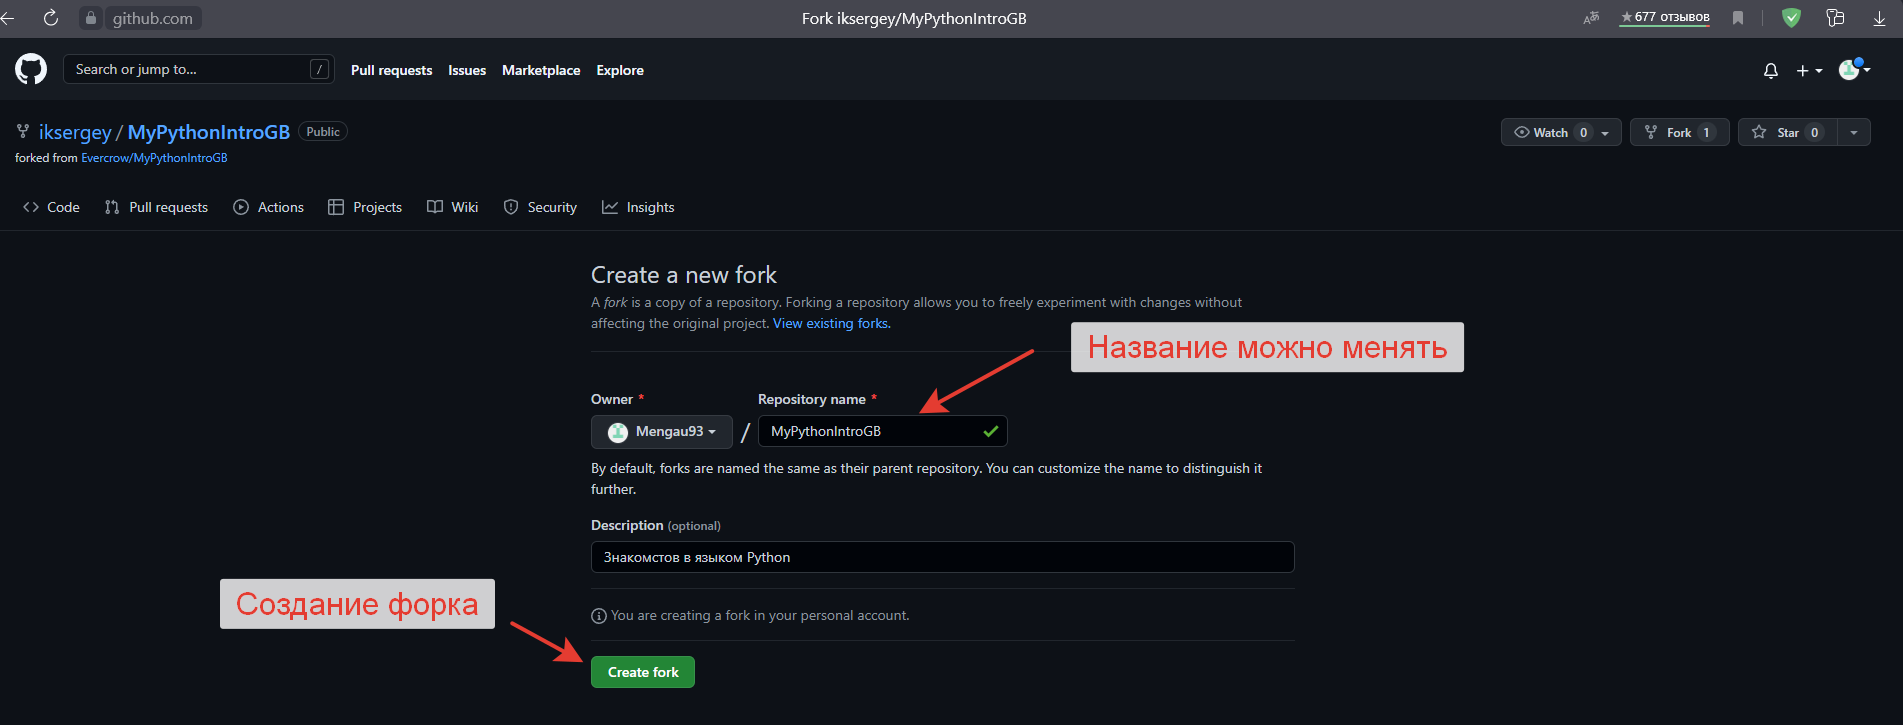 github.com
Fork iksergey/MyPythonIntroGB
★677 отзывов
Search or jump to...
/
Pull requests
Issues
Marketplace
Explore
iksergey / MyPythonIntroGB
Public
forked from Evercrow/MyPythonIntroGB
Watch 0
Fork 1
Star 0
Code
Pull requests
Actions
Projects
Wiki
Security
Insights
Create a new fork
A fork is a copy of a repository. Forking a repository allows you to freely experiment with changes without
affecting the original project. View existing forks.
Название можно менять
Owner *
Repository name *
Mengau93
/
MyPythonIntroGB
By default, forks are named the same as their parent repository. You can customize the name to distinguish it
further.
Description (optional)
Знакомстов в языком Python
Создание форка
You are creating a fork in your personal account.
Create fork